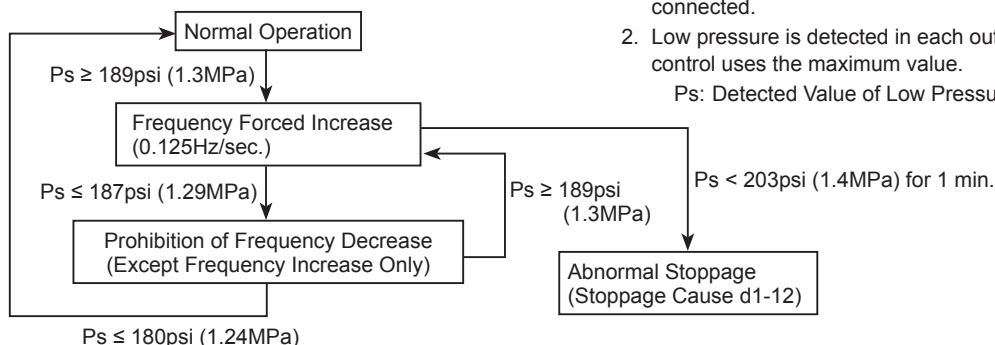 connected.
Normal Operation
2. Low pressure is detected in each out
control uses the maximum value.
Ps ≥ 189psi (1.3MPa)
Ps: Detected Value of Low Pressu
Frequency Forced Increase
(0.125Hz/sec.)
Ps ≤ 187psi (1.29MPa)
Ps ≥ 189psi
(1.3MPa)
Ps < 203psi (1.4MPa) for 1 min.
Prohibition of Frequency Decrease
(Except Frequency Increase Only)
Abnormal Stoppage
(Stoppage Cause d1-12)
Ps ≤ 180psi (1.24MPa)